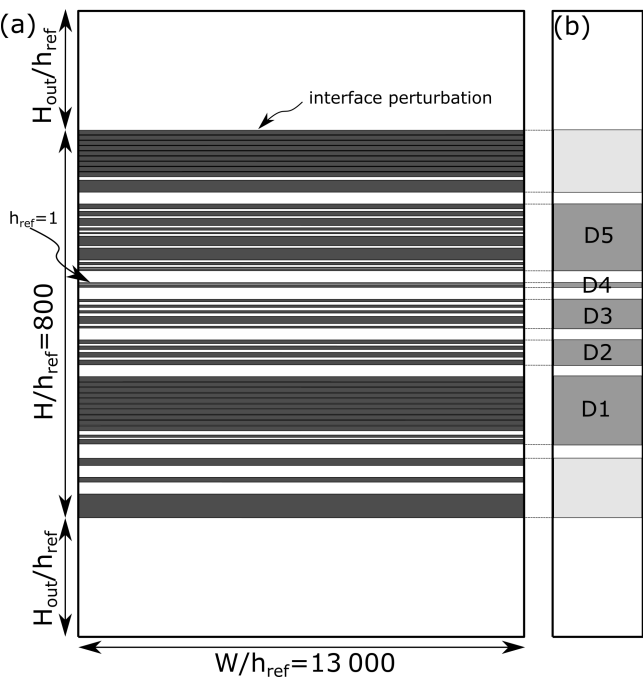 (a)
(b)
H_out/h_ref
interface perturbation
h_ref=1
D5
D4
D3
H/h_ref=800
D2
D1
H_out/h_ref
W/h_ref=13 000